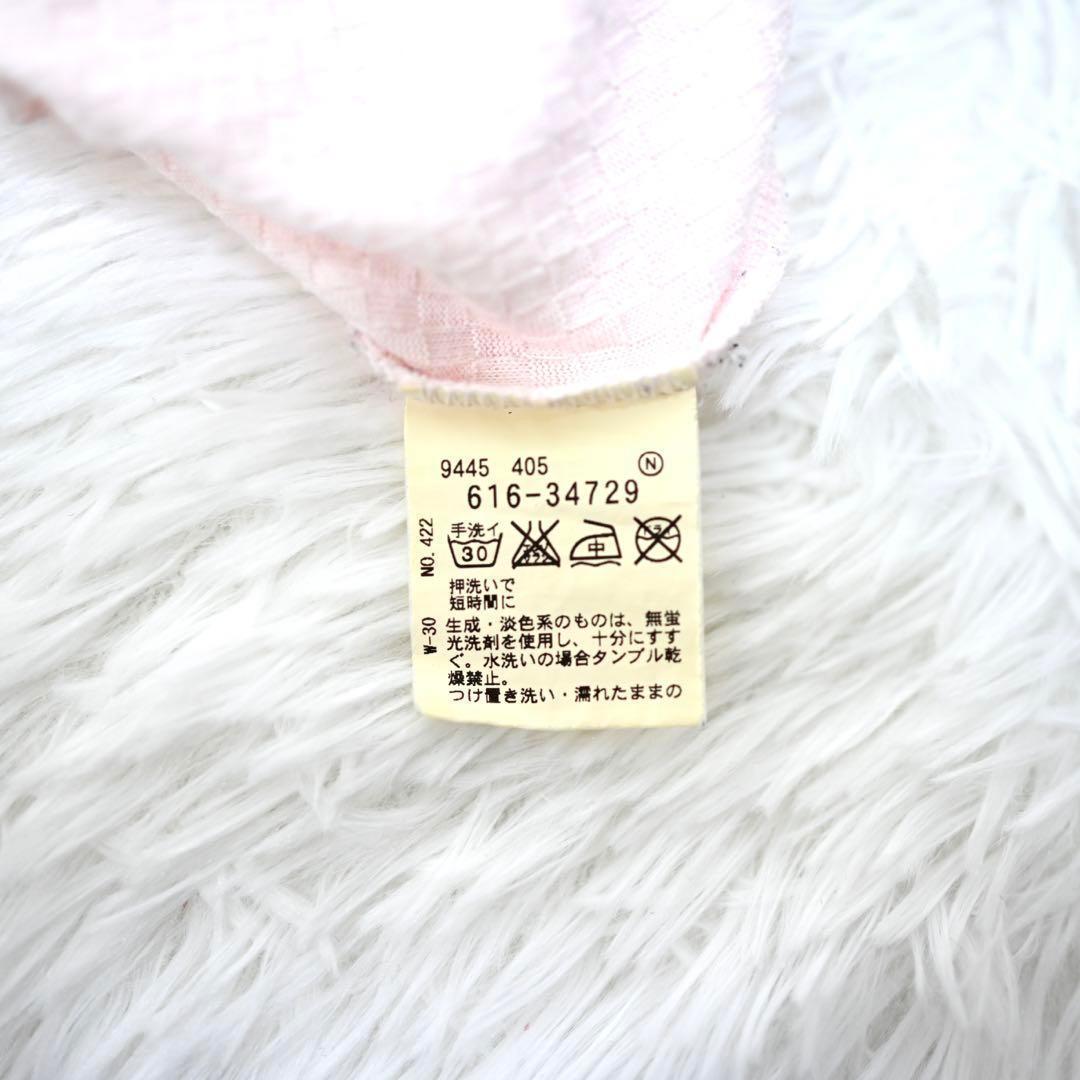 9445 405 Ⓝ
616-34729
手洗イ
30
中
NO. 422
押洗いで
短時間に
W-30
生成・淡色系のものは、無蛍
光洗剤を使用し、十分にすす
ぐ。水洗いの場合タンブル乾
燥禁止。
つけ置き洗い・濡れたままの